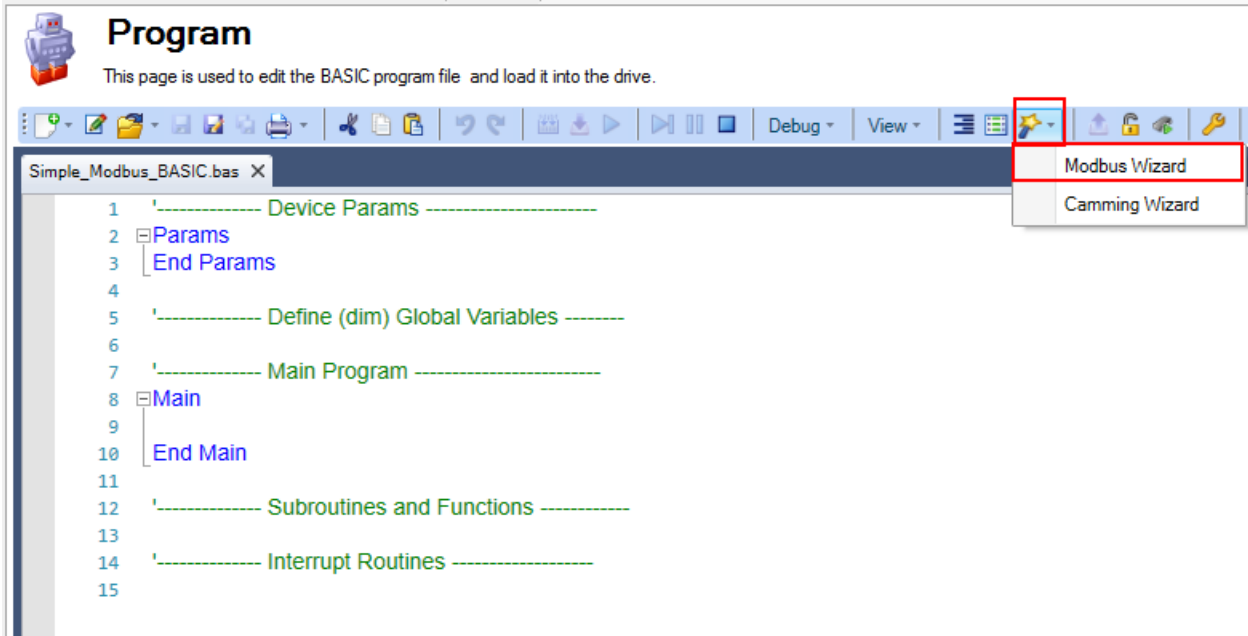 Program
This page is used to edit the BASIC program file and load it into the drive.
Debug View
Simple_Modbus_BASIC.bas
Modbus Wizard
Camming Wizard
1 '-------------- Device Params -----------------------
2 Params
3 End Params
4
5 '-------------- Define (dim) Global Variables --------
6
7 '-------------- Main Program -------------------------
8 Main
9
10 End Main
11
12 '-------------- Subroutines and Functions ------------
13
14 '-------------- Interrupt Routines -------------------
15